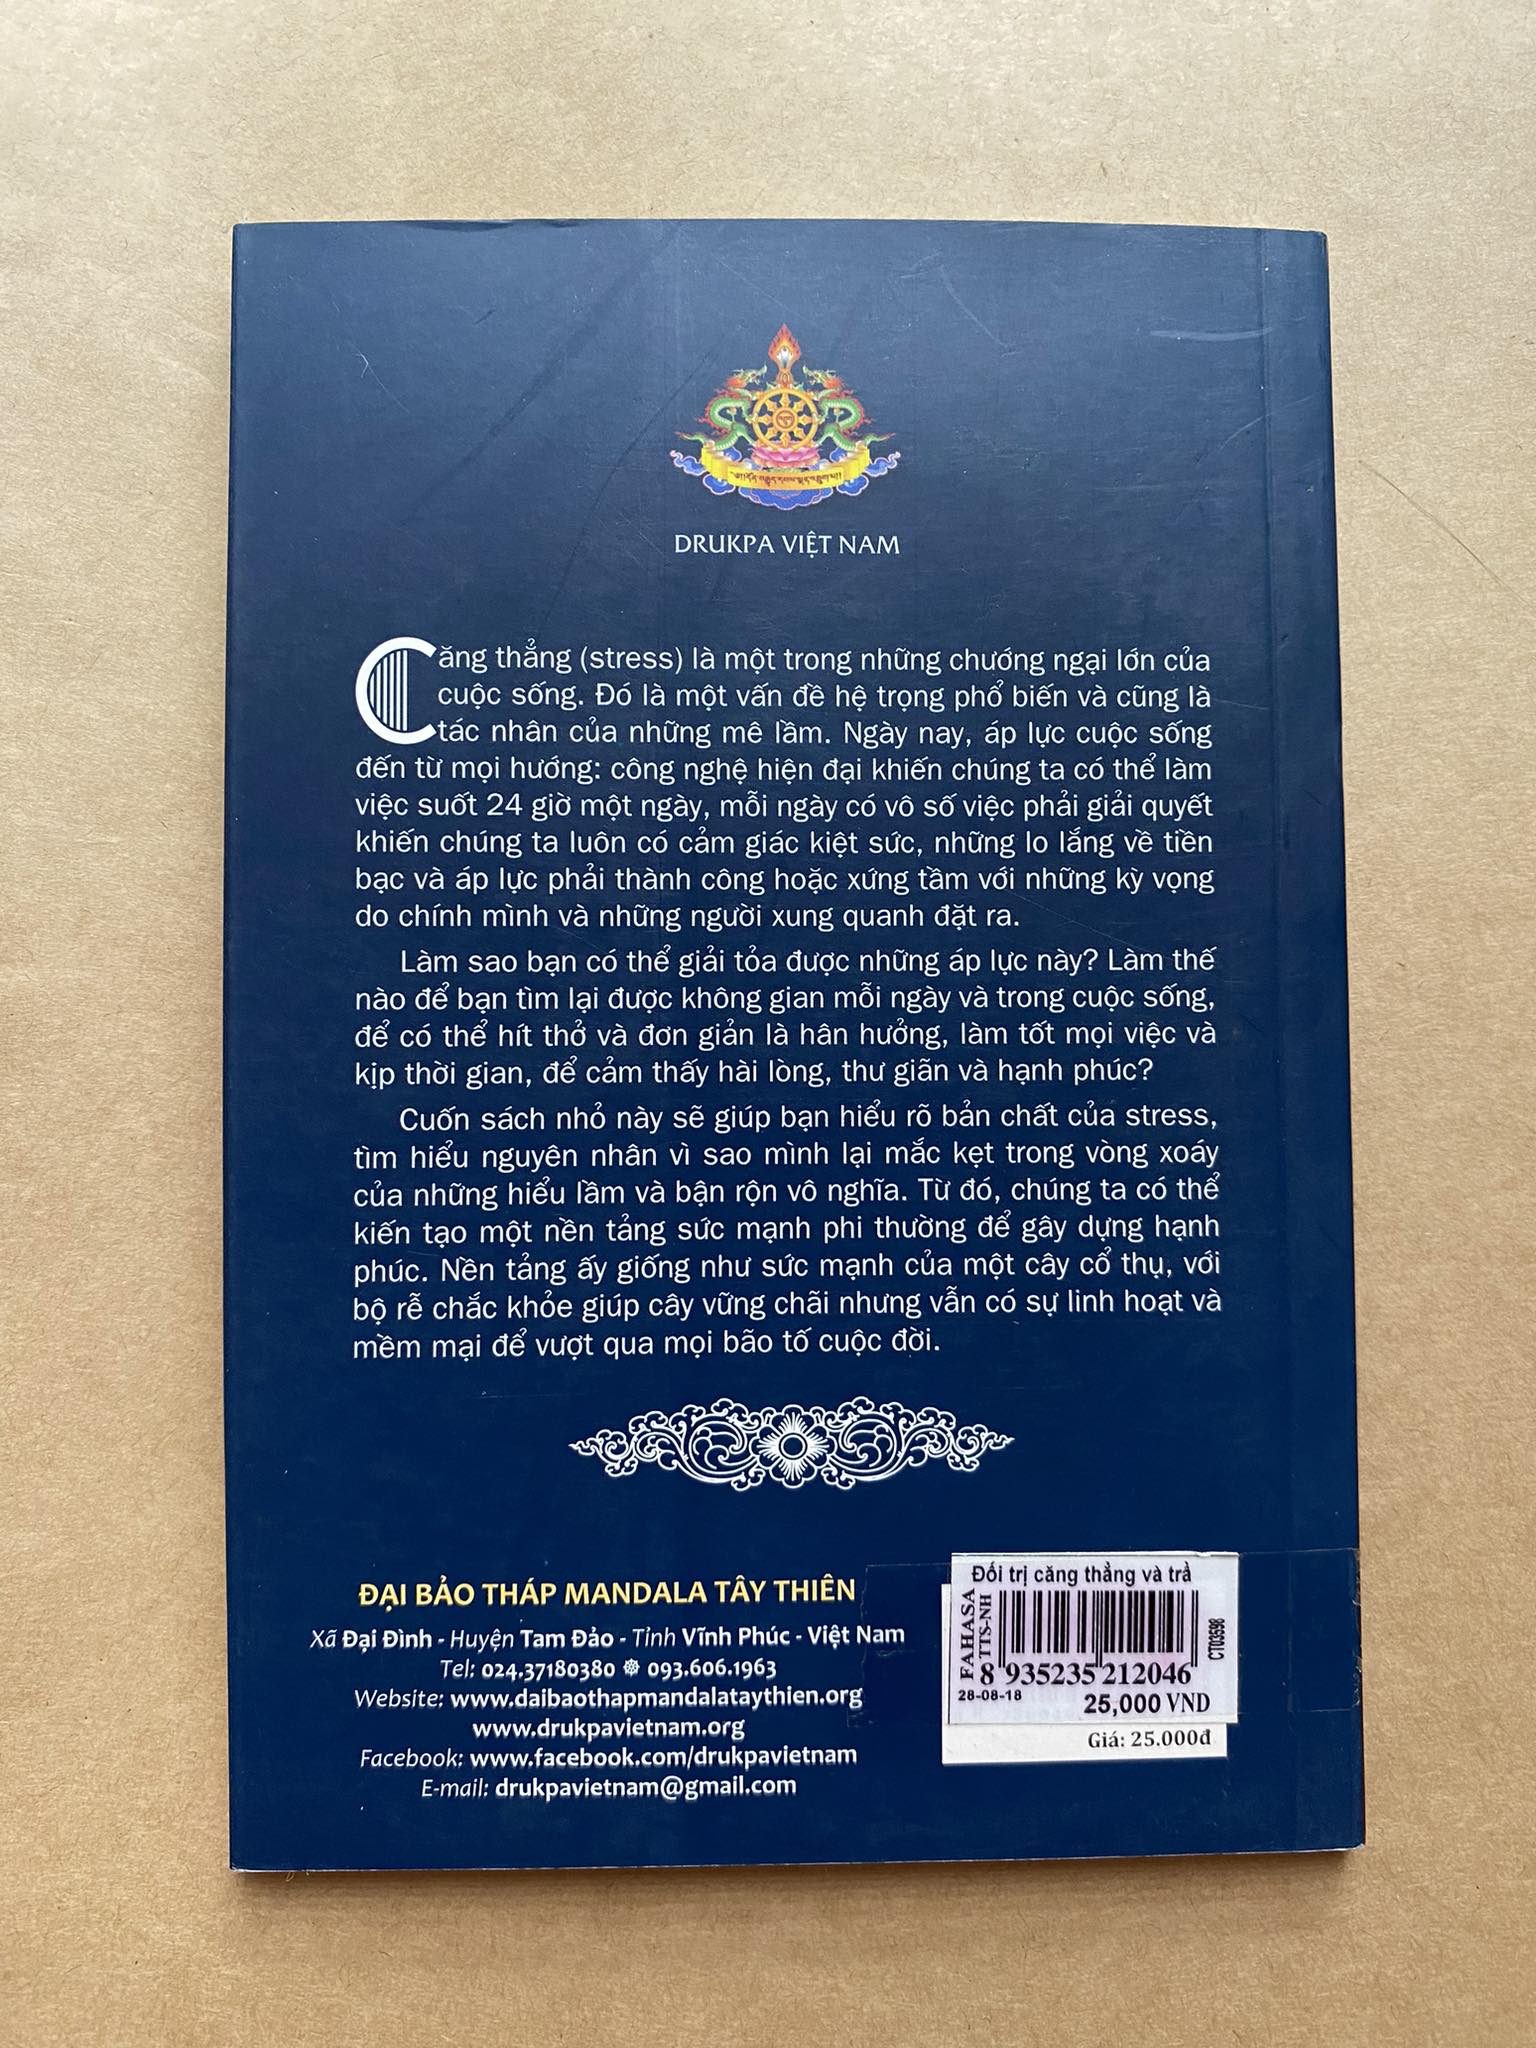 DRUKPA VIỆT NAM
Căng thẳng (stress) là một trong những chướng ngại lớn của
cuộc sống. Đó là một vấn đề hệ trọng phổ biến và cũng là
tác nhân của những mê lầm. Ngày nay, áp lực cuộc sống
đến từ mọi hướng: công nghệ hiện đại khiến chúng ta có thể làm
việc suốt 24 giờ một ngày, mỗi ngày có vô số việc phải giải quyết
khiến chúng ta luôn có cảm giác kiệt sức, những lo lắng về tiền
bạc và áp lực phải thành công hoặc xứng tầm với những kỳ vọng
do chính mình và những người xung quanh đặt ra.
Làm sao bạn có thể giải tỏa được những áp lực này? Làm thế
nào để bạn tìm lại được không gian mỗi ngày và trong cuộc sống,
để có thể hít thở và đơn giản là hân hưởng, làm tốt mọi việc và
kịp thời gian, để cảm thấy hài lòng, thư giãn và hạnh phúc?
Cuốn sách nhỏ này sẽ giúp bạn hiểu rõ bản chất của stress,
tìm hiểu nguyên nhân vì sao mình lại mắc kẹt trong vòng xoáy
của những hiểu lầm và bận rộn vô nghĩa. Từ đó, chúng ta có thể
kiến tạo một nền tảng sức mạnh phi thường để gây dựng hạnh
phúc. Nền tảng ấy giống như sức mạnh của một cây cổ thụ, với
bộ rễ chắc khỏe giúp cây vững chãi nhưng vẫn có sự linh hoạt và
mềm mại để vượt qua mọi bão tố cuộc đời.
ĐẠI BẢO THÁP MANDALA TÂY THIÊN
Xã Đại Đình - Huyện Tam Đảo - Tỉnh Vĩnh Phúc - Việt Nam
Tel: 024.37180380 ☸ 093.606.1963
Website: www.daibaothapmandalataythien.org
www.drukpavietnam.org
Facebook: www.facebook.com/drukpavietnam
E-mail: drukpavietnam@gmail.com
Đối trị căng thẳng và trả
FAHASA
TTS-NH
CT03698
8 935235 212046
28-08-18
25,000 VND
Giá: 25.000đ